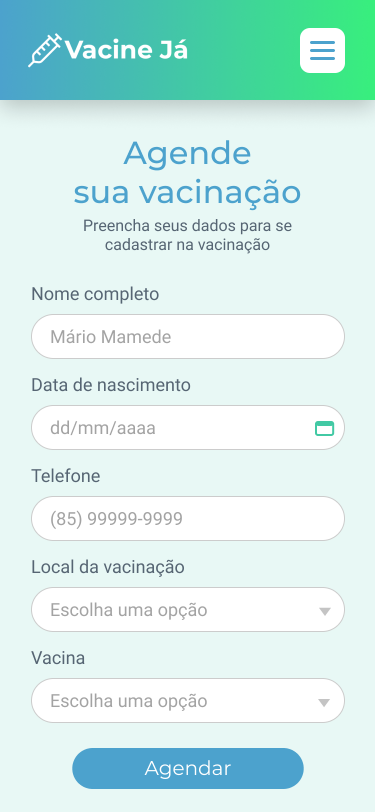 Vacine Já
Agende
sua vacinação
Preencha seus dados para se
cadastrar na vacinação
Nome completo
Mário Mamede
Data de nascimento
dd/mm/aaaa
Telefone
(85) 99999-9999
Local da vacinação
Escolha uma opção
Vacina
Escolha uma opção
Agendar